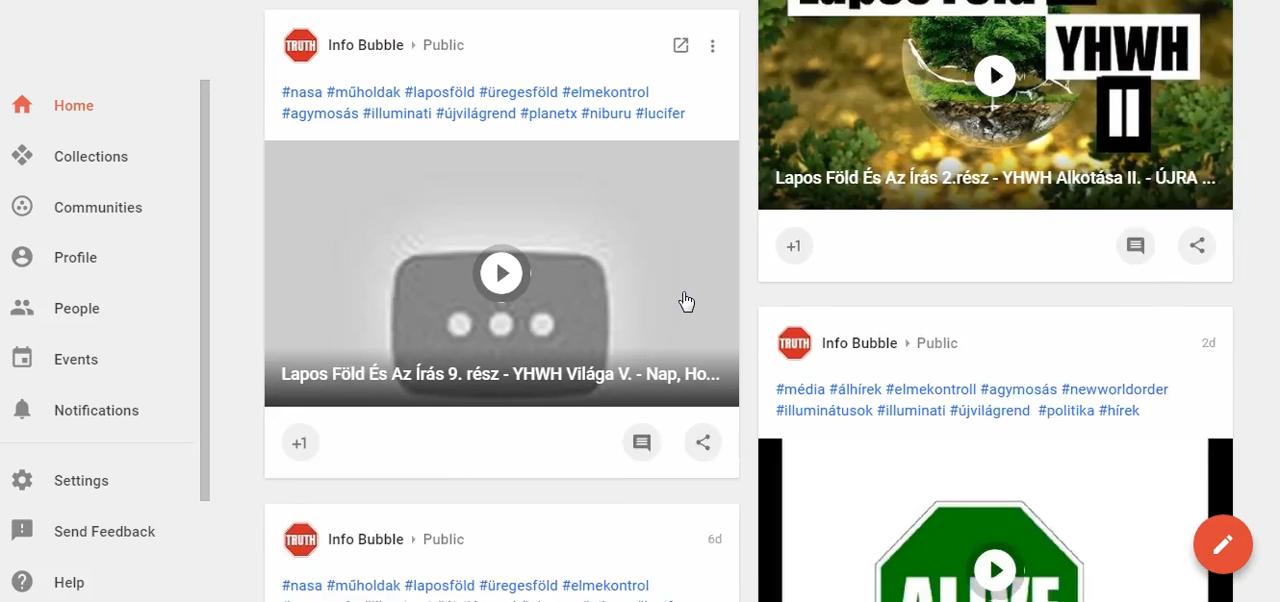 Home
Collections
Communities
Profile
People
Events
Notifications
Settings
Send Feedback
Help
TRUTH
Info Bubble Public
#nasa #műholdak #laposföld #üregesföld #elmekontrol
#agymosás #illuminati #újvilágrend #planetx #niburu #lucifer
Lapos Föld És Az Írás 9. rész - YHWH Világa V. - Nap, Ho...
+1
TRUTH
Info Bubble Public 6d
#nasa #műholdak #laposföld #üregesföld #elmekontrol
Lapos Föld
YHWH
II
Lapos Föld És Az Írás 2.rész - YHWH Alkotása II. - ÚJRA ...
+1
TRUTH
Info Bubble Public 2d
#média #álhírek #elmekontroll #agymosás #newworldorder
#illuminátusok #illuminati #újvilágrend #politika #hírek